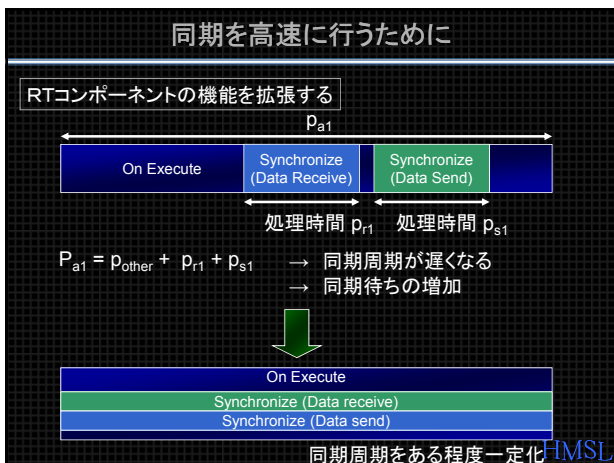 同期を高速に行うために
RTコンポーネントの機能を拡張する
pa1
On Execute
Synchronize
(Data Receive)
Synchronize
(Data Send)
処理時間 pr1
処理時間 ps1
Pa1 = pother + pr1 + ps1 → 同期周期が遅くなる
→ 同期待ちの増加
On Execute
Synchronize (Data receive)
Synchronize (Data send)
同期周期をある程度一定化
HMSL